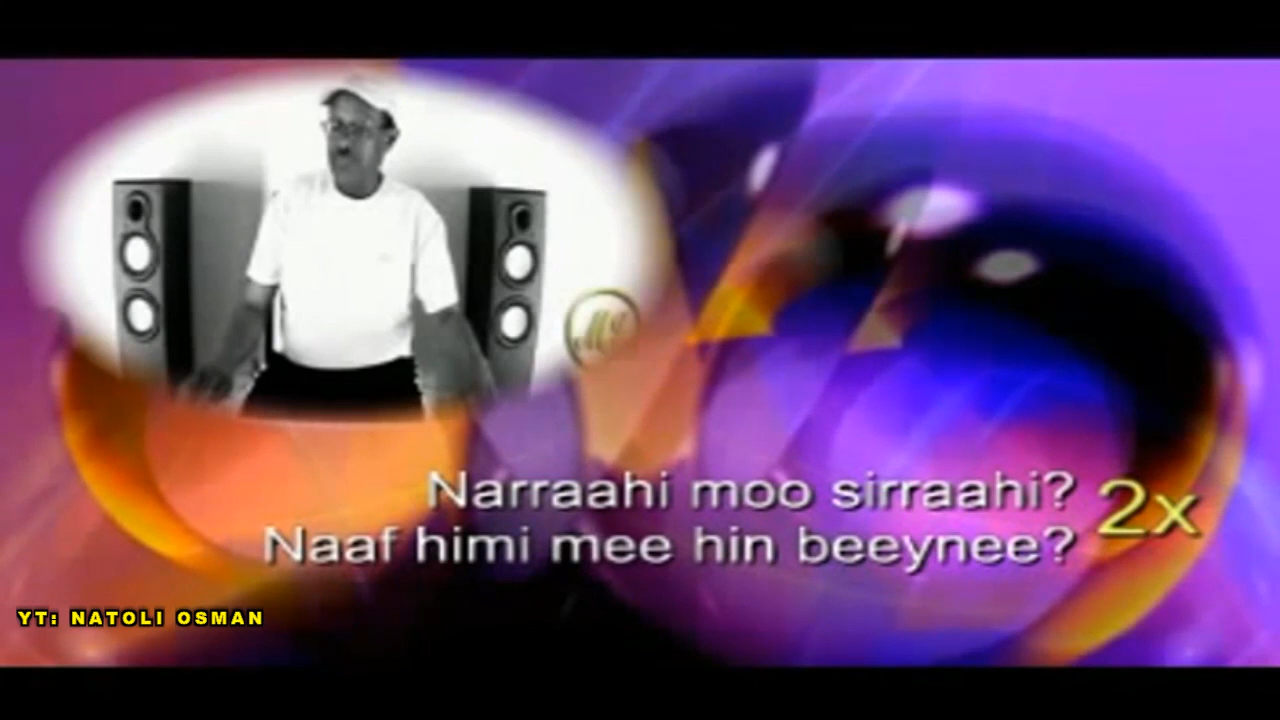 Narraahi moo sirraahi?
Naaf himi mee hin beeynee?
2x
YT: NATOLI OSMAN